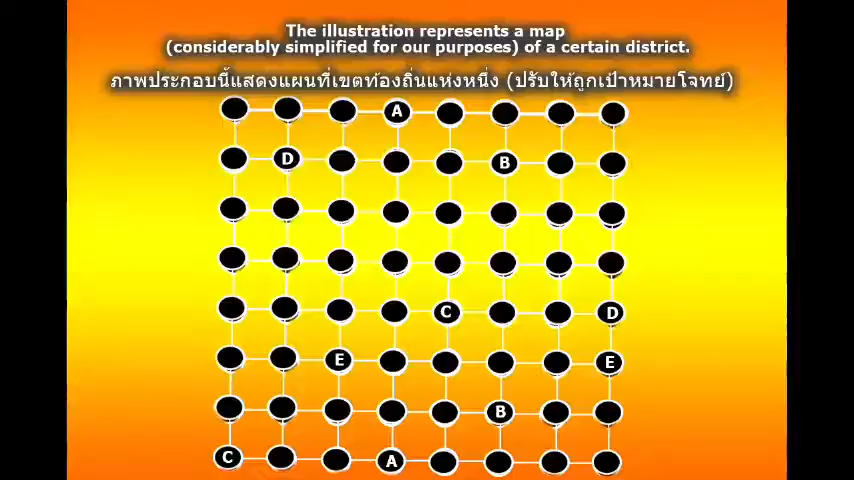 The illustration represents a map
(considerably simplified for our purposes) of a certain district.
ภาพประกอบนี้แสดงแผนที่เขตท้องถิ่นแห่งหนึ่ง (ปรับให้ถูกเป้าหมายโจทย์)
A
D B
C D
E E
B
C A